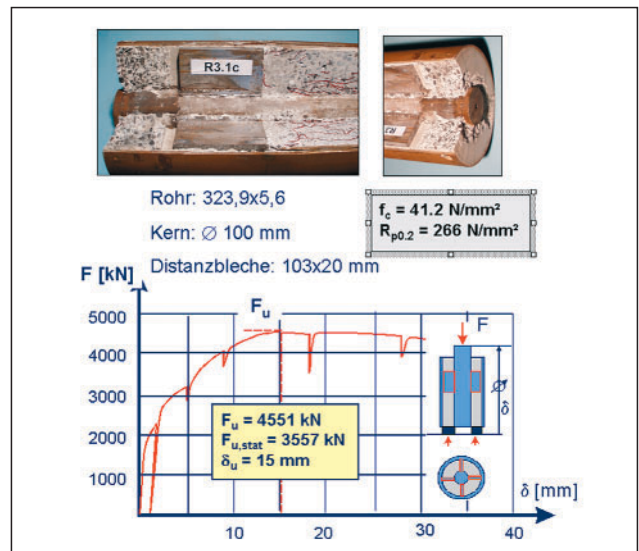 R3.1c
Rohr: 323,9x5,6
Kern: Ø 100 mm
Distanzbleche: 103x20 mm
f_c = 41.2 N/mm²
R_p0.2 = 266 N/mm²
F [kN]
5000
4000
3000
2000
1000
F_u
F_u = 4551 kN
F_u,stat = 3557 kN
δ_u = 15 mm
F
δ
δ [mm]
10
20
30
40